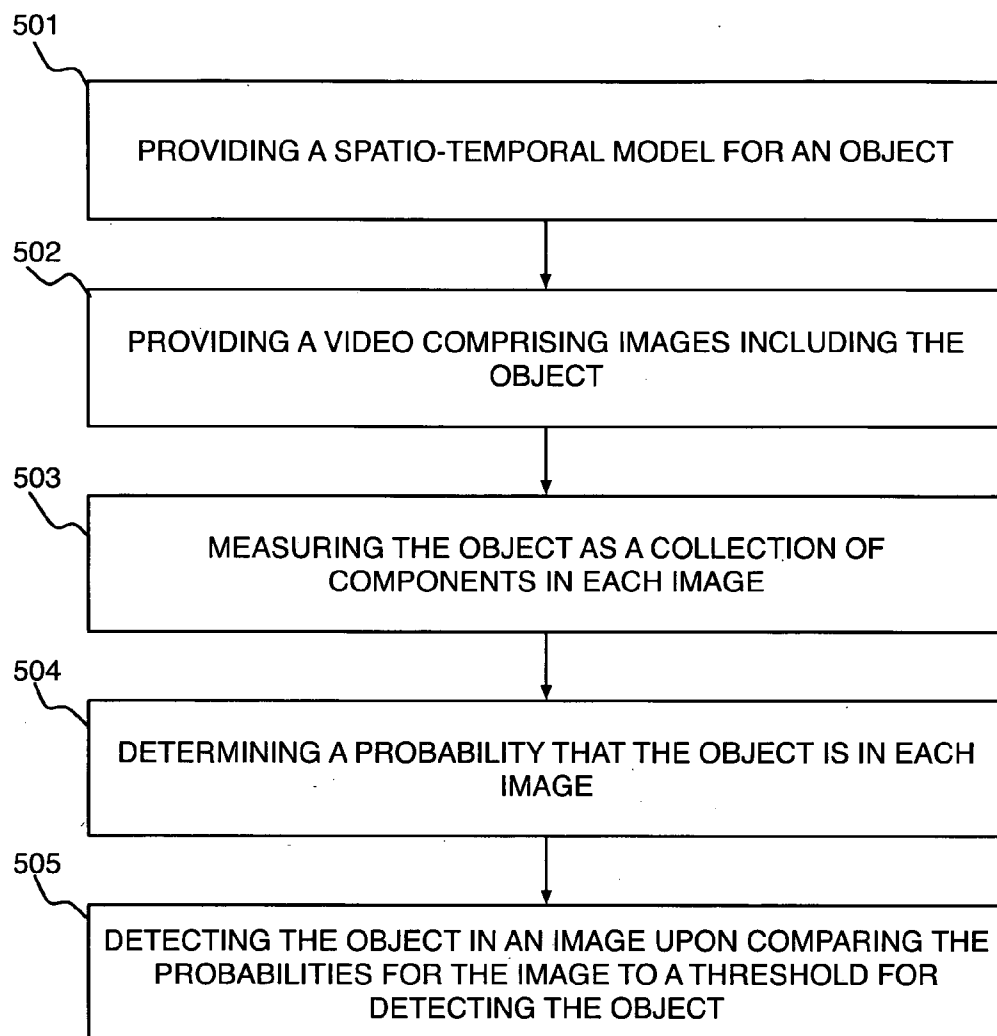 501
PROVIDING A SPATIO-TEMPORAL MODEL FOR AN OBJECT
502
PROVIDING A VIDEO COMPRISING IMAGES INCLUDING THE
OBJECT
503
MEASURING THE OBJECT AS A COLLECTION OF
COMPONENTS IN EACH IMAGE
504
DETERMINING A PROBABILITY THAT THE OBJECT IS IN EACH
IMAGE
505
DETECTING THE OBJECT IN AN IMAGE UPON COMPARING THE
PROBABILITIES FOR THE IMAGE TO A THRESHOLD FOR
DETECTING THE OBJECT